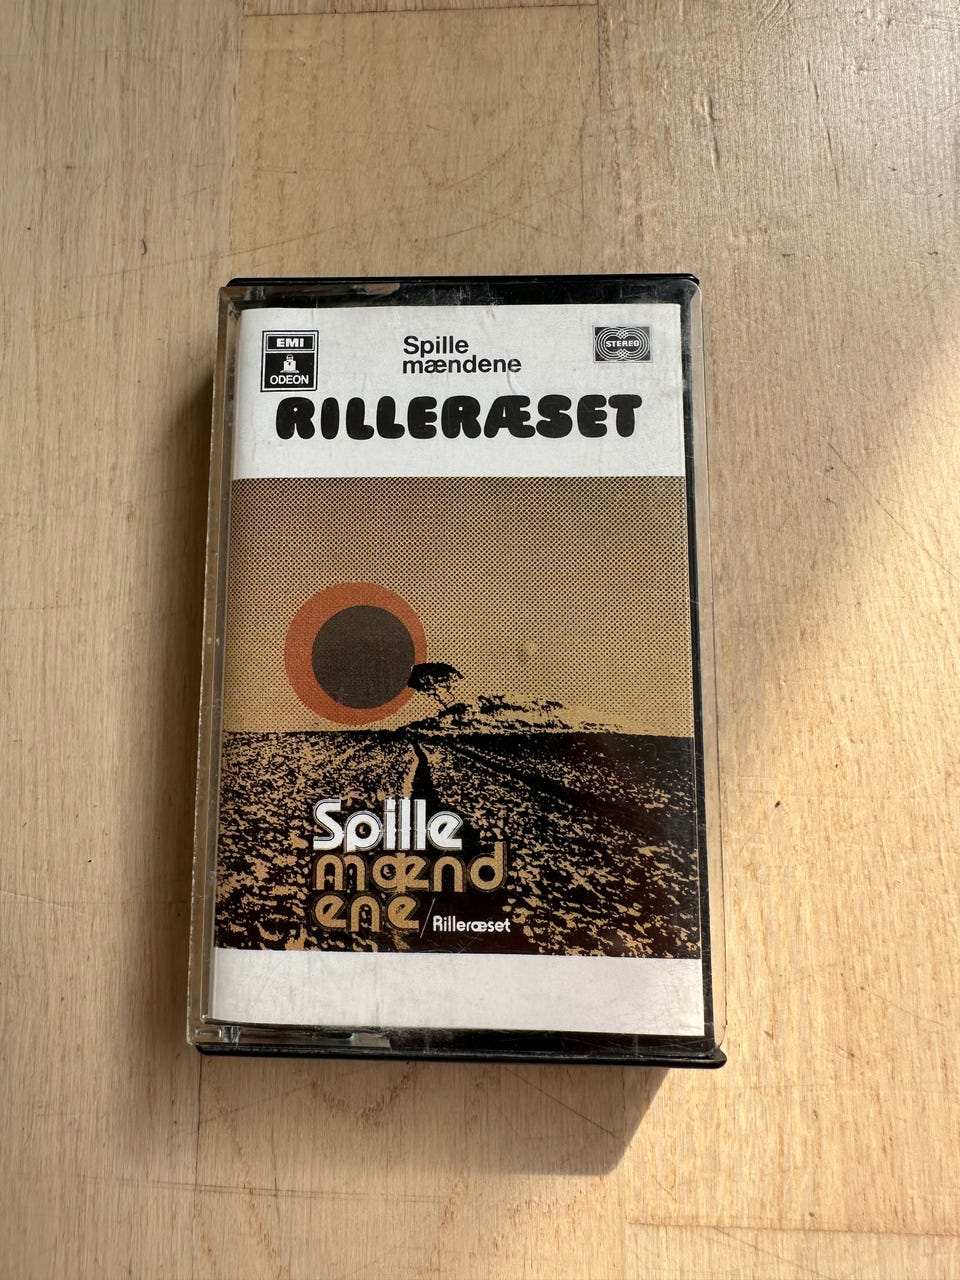 EMI
ODEON
Spille
mændene
STEREO
RILLERÆSET
Spille
mænd
ene/Rilleræset